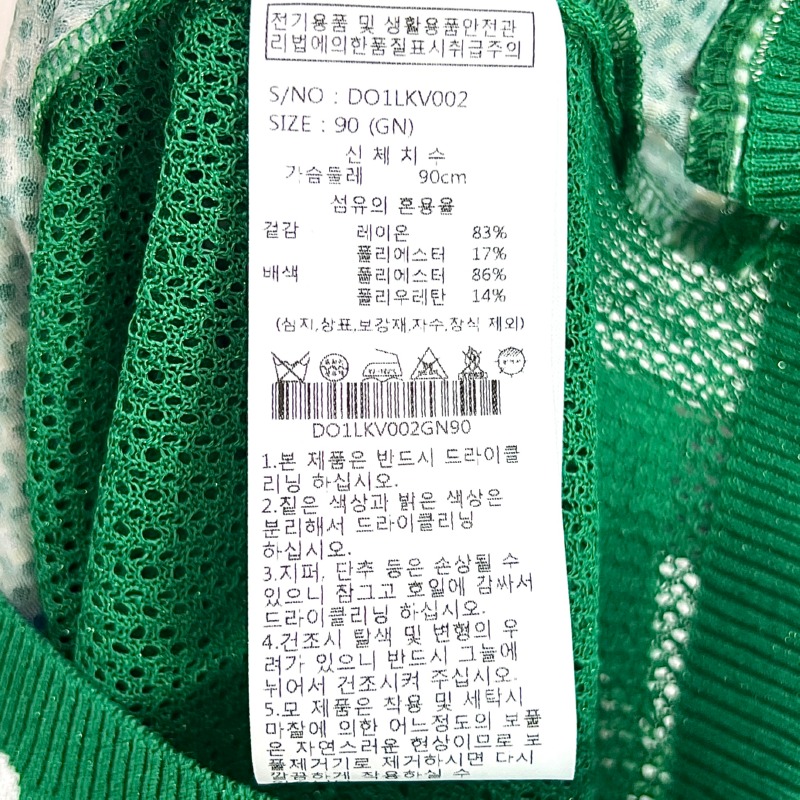 전기용품 및 생활용품안전관
리법에의한품질표시취급주의
S/NO : DO1LKV002
SIZE : 90 (GN)
신 체 치 수
가슴둘레 90cm
섬유의 혼용율
겉감 레이온 83%
폴리에스터 17%
배색 폴리에스터 86%
폴리우레탄 14%
(심지,상표,보강재,자수,장식 제외)
DO1LKV002GN90
1.본 제품은 반드시 드라이클
리닝 하십시오.
2.짙은 색상과 밝은 색상은
분리해서 드라이클리닝
하십시오.
3.지퍼, 단추 등은 손상될 수
있으니 잠그고 호일에 감싸서
드라이클리닝 하십시오.
4.건조시 탈색 및 변형의 우
려가 있으니 반드시 그늘에
뉘어서 건조시켜 주십시오.
5.모 제품은 착용 및 세탁시
마찰에 의한 어느정도의 보풀
은 자연스러운 현상이므로 보
풀제거기로 제거하시면 다시
깔끔하게 착용하실 수